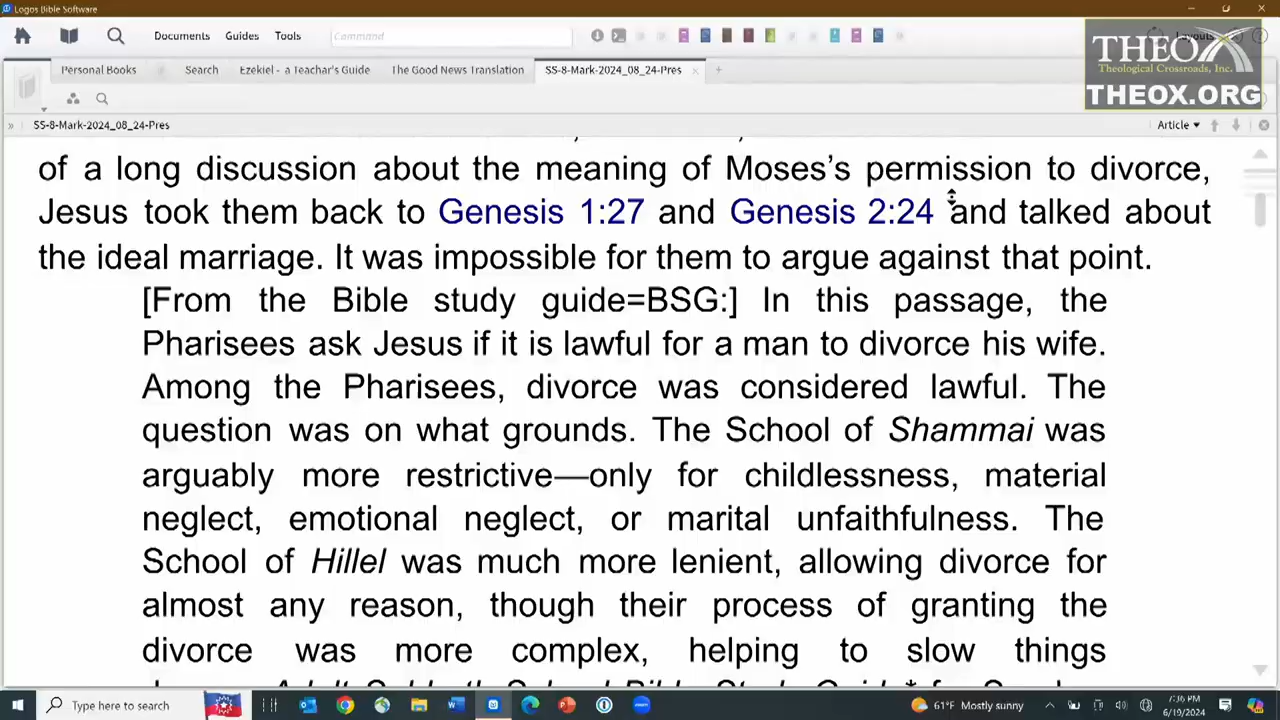 Logos Bible Software
Documents Guides Tools Command Layouts
THEOX
Theological Crossroads, Inc.
THEOX.ORG
Personal Books Search Ezekiel - a Teacher's Guide SS-8-Mark-2024_08_24-Pres
SS-8-Mark-2024_08_24-Pres Article
of a long discussion about the meaning of Moses’s permission to divorce,
Jesus took them back to Genesis 1:27 and Genesis 2:24 and talked about
the ideal marriage. It was impossible for them to argue against that point.
[From the Bible study guide=BSG:] In this passage, the
Pharisees ask Jesus if it is lawful for a man to divorce his wife.
Among the Pharisees, divorce was considered lawful. The
question was on what grounds. The School of Shammai was
arguably more restrictive—only for childlessness, material
neglect, emotional neglect, or marital unfaithfulness. The
School of Hillel was much more lenient, allowing divorce for
almost any reason, though their process of granting the
divorce was more complex, helping to slow things
Type here to search 61°F Mostly sunny 7:36 PM
6/19/2024